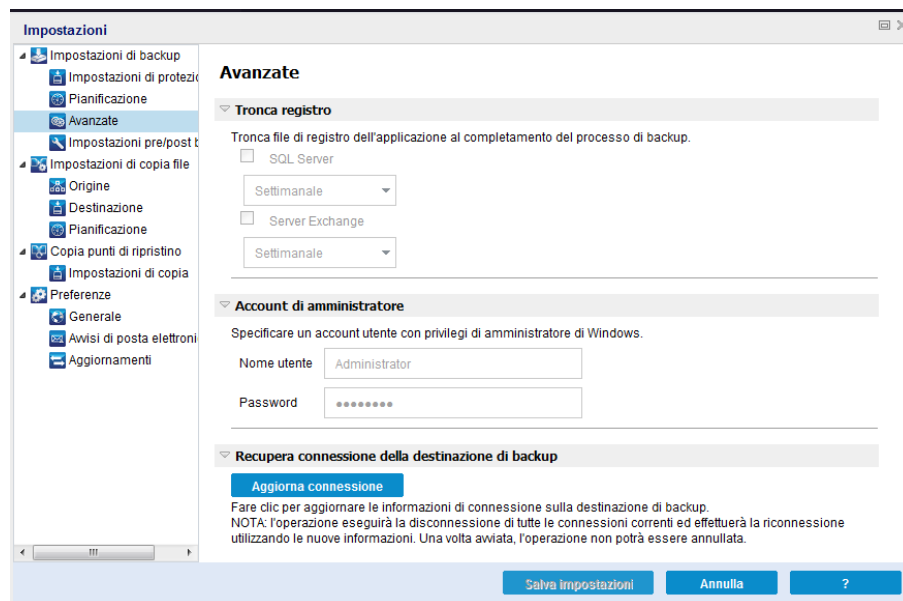 Impostazioni
Impostazioni di backup
Impostazioni di protezio
Pianificazione
Avanzate
Impostazioni pre/post b
Impostazioni di copia file
Origine
Destinazione
Pianificazione
Copia punti di ripristino
Impostazioni di copia
Preferenze
Generale
Avvisi di posta elettroni
Aggiornamenti
Avanzate
Tronca registro
Tronca file di registro dell'applicazione al completamento del processo di backup.
SQL Server
Settimanale
Server Exchange
Settimanale
Account di amministratore
Specificare un account utente con privilegi di amministratore di Windows.
Nome utente Administrator
Password ●●●●●●●●
Recupera connessione della destinazione di backup
Aggiorna connessione
Fare clic per aggiornare le informazioni di connessione sulla destinazione di backup.
NOTA: l'operazione eseguirà la disconnessione di tutte le connessioni correnti ed effettuerà la riconnessione
utilizzando le nuove informazioni. Una volta avviata, l'operazione non potrà essere annullata.
Salva impostazioni Annulla ?